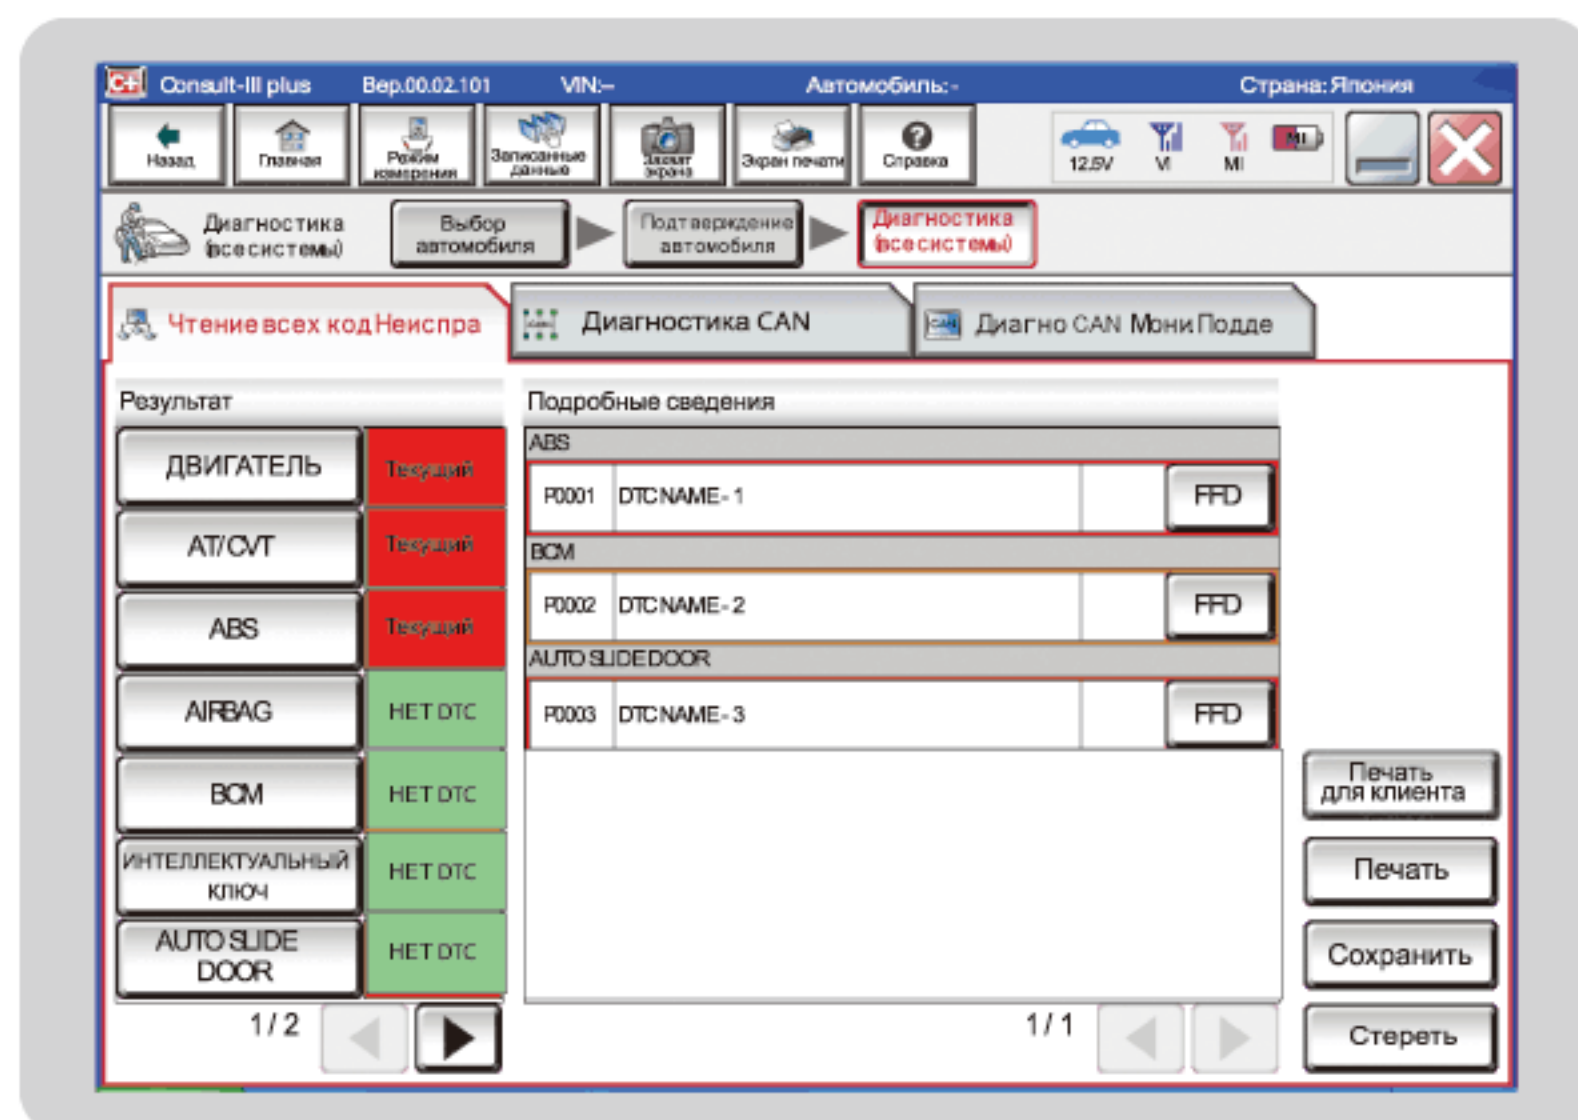 C+ Consult-III plus Вер.00.02.101 VIN:- Автомобиль:- Страна:Япония
Назад
Главная
Режим
измерения
Записанные
данные
Захват
экрана
Экран печати
Справка
12.5V
VI
MI
MI
Диагностика
(все системы)
Выбор
автомобиля
Подтверждение
автомобиля
Диагностика
(все системы)
Чтение всех код Неиспра
Диагностика CAN
Диагно CAN Мони Подде
Результат
ДВИГАТЕЛЬ Текущий
AT/CVT Текущий
ABS Текущий
AIRBAG НЕТ DTC
BCM НЕТ DTC
ИНТЕЛЛЕКТУАЛЬНЫЙ
КЛЮЧ
НЕТ DTC
AUTO SLIDE
DOOR
НЕТ DTC
1/2
Подробные сведения
ABS
P0001 DTC NAME-1 FFD
BCM
P0002 DTC NAME-2 FFD
AUTO SLIDE DOOR
P0003 DTC NAME-3 FFD
1/1
Печать
для клиента
Печать
Сохранить
Стереть